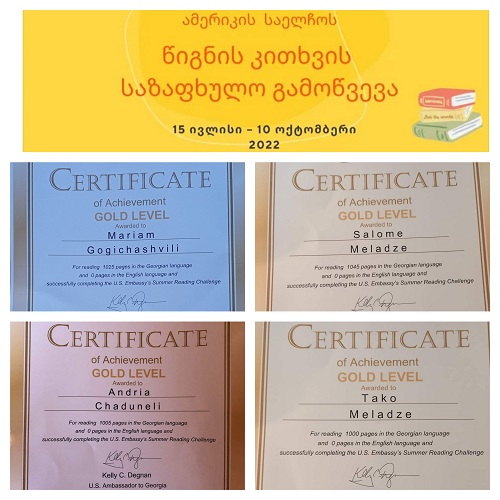 ამერიკის საელჩოს
წიგნის კითხვის
საზაფხულო გამოწვევა
15 ივლისი – 10 ოქტომბერი
2022
CERTIFICATE
of Achievement
GOLD LEVEL
Awarded to
Mariam
Gogichashvili
For reading 1025 pages in the Georgian language
and 0 pages in the English language and
successfully completing the U.S. Embassy's Summer Reading Challenge
CERTIFICATE
of Achievement
GOLD LEVEL
Awarded to
Salome
Meladze
For reading 1045 pages in the Georgian language
and 0 pages in the English language and
successfully completing the U.S. Embassy's Summer Reading Challenge
CERTIFICATE
of Achievement
GOLD LEVEL
Awarded to
Andria
Chaduneli
For reading 1005 pages in the Georgian language
and 0 pages in the English language and
successfully completing the U.S. Embassy's Summer Reading Challenge
Kelly C. Degnan
U.S. Ambassador to Georgia
CERTIFICATE
of Achievement
GOLD LEVEL
Awarded to
Tako
Meladze
For reading 1000 pages in the Georgian language
and 0 pages in the English language and
successfully completing the U.S. Embassy's Summer Reading Challenge